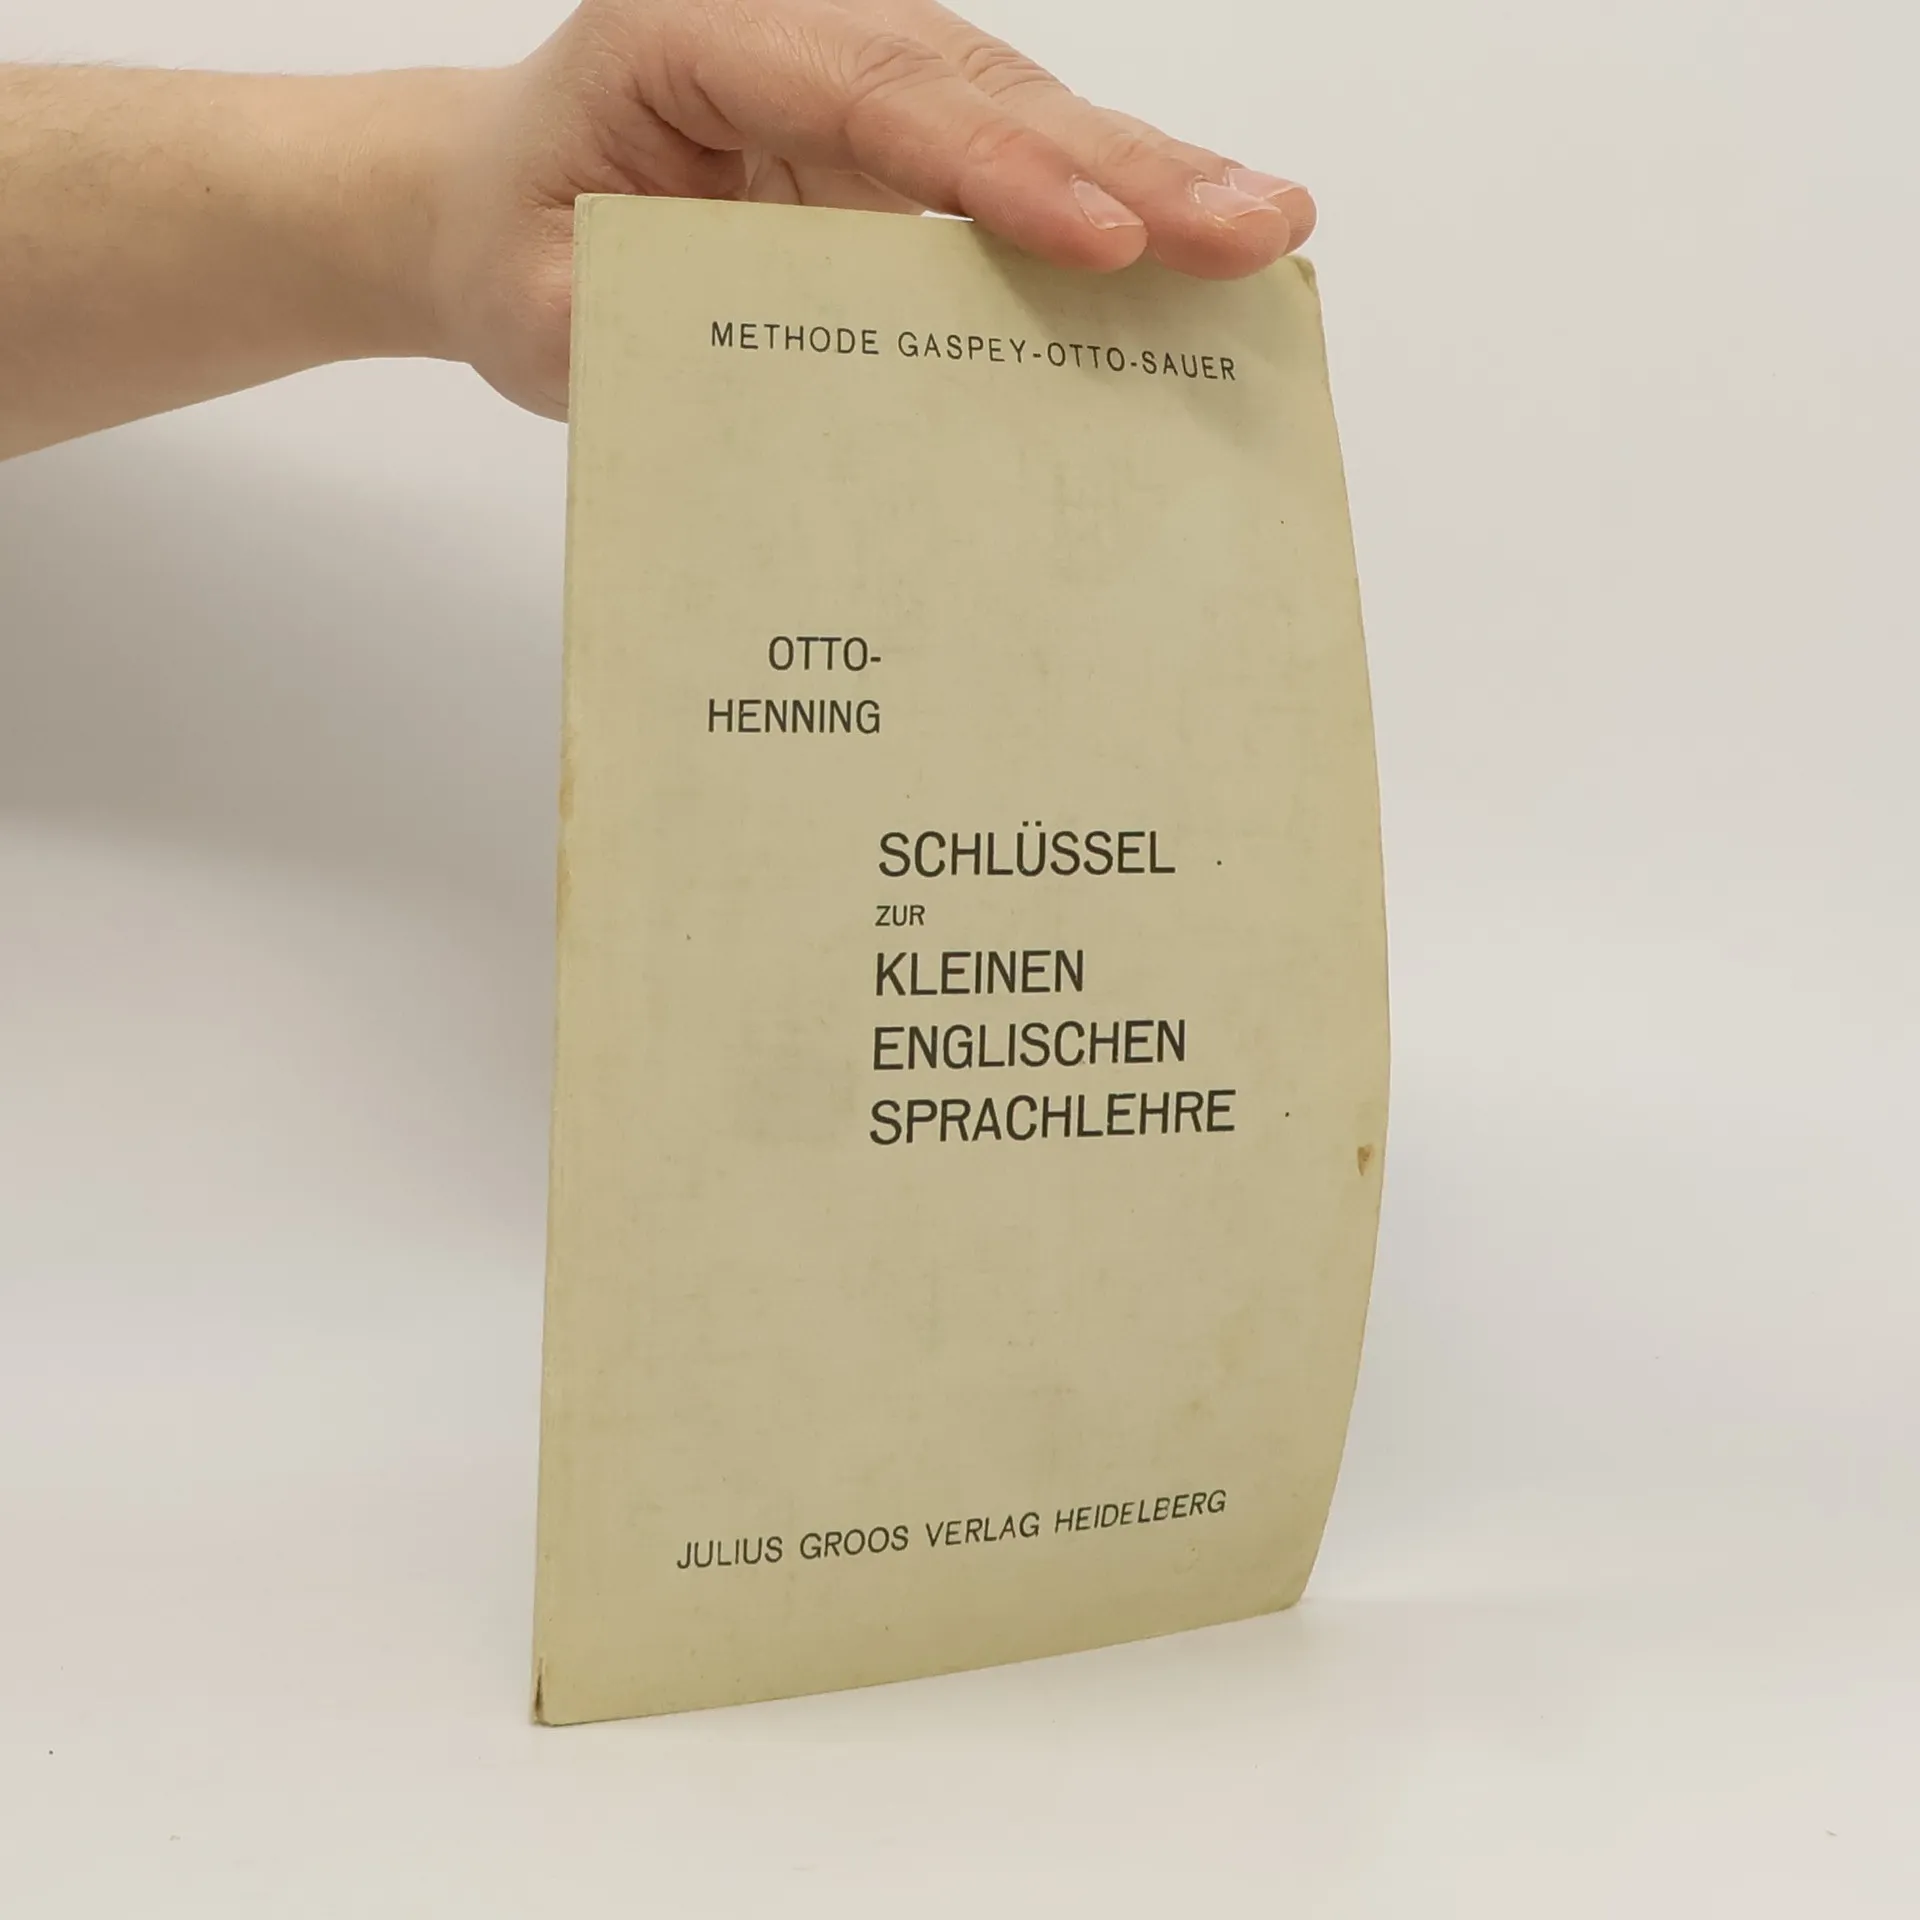 METHODE GASPEY-OTTO-SAUER
OTTO-
HENNING
SCHLÜSSEL
ZUR
KLEINEN
ENGLISCHEN
SPRACHLEHRE
JULIUS GROOS VERLAG HEIDELBERG